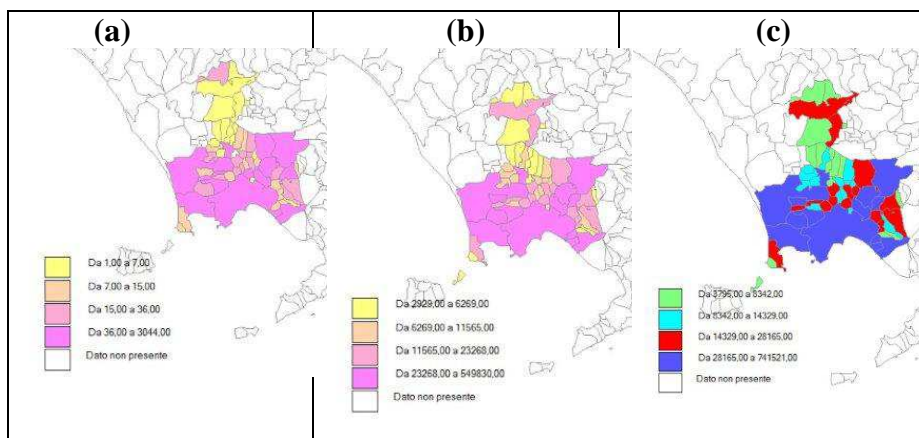 (a)
(b)
(c)
Da 1,00 a 7,00
Da 7,00 a 15,00
Da 15,00 a 36,00
Da 36,00 a 3044,00
Dato non presente
Da 2929,00 a 6269,00
Da 6269,00 a 11565,00
Da 11565,00 a 23268,00
Da 23268,00 a 549830,00
Dato non presente
Da 3795,00 a 8342,00
Da 8342,00 a 14329,00
Da 14329,00 a 28165,00
Da 28165,00 a 741521,00
Dato non presente